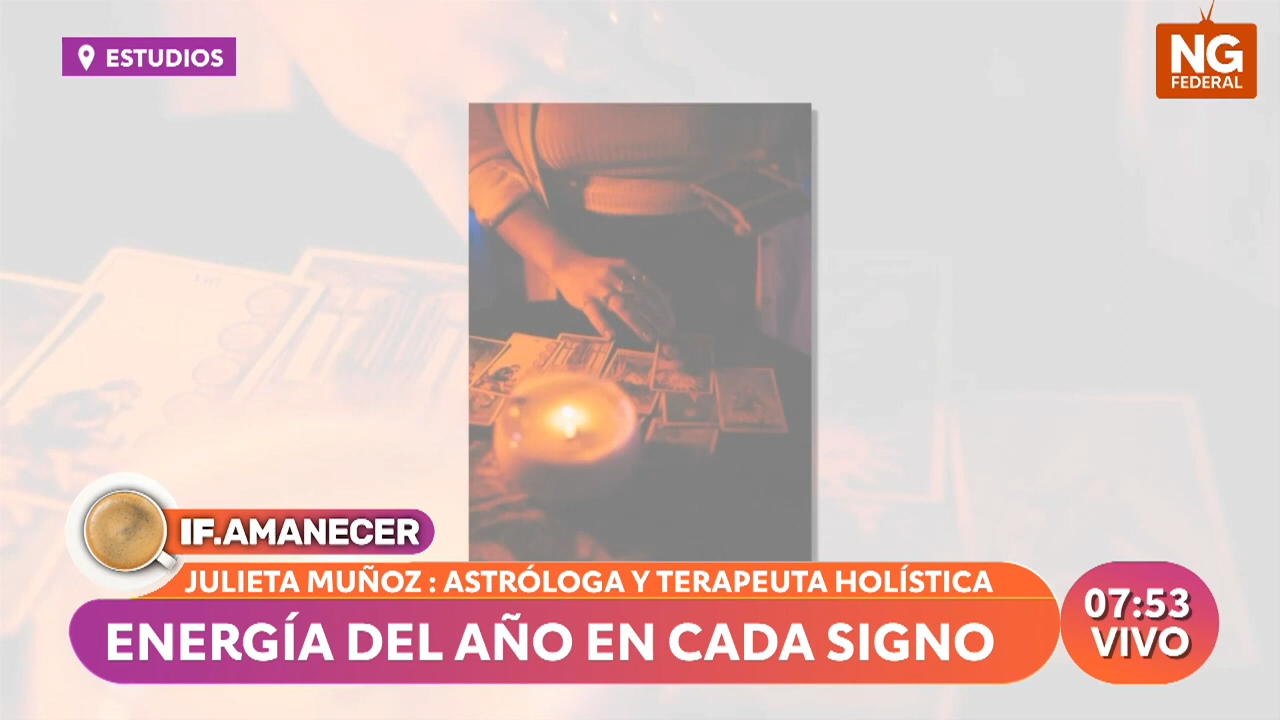 ESTUDIOS
NG
FEDERAL
IF.AMANECER
JULIETA MUÑOZ : ASTRÓLOGA Y TERAPEUTA HOLÍSTICA
ENERGÍA DEL AÑO EN CADA SIGNO
07:53
VIVO